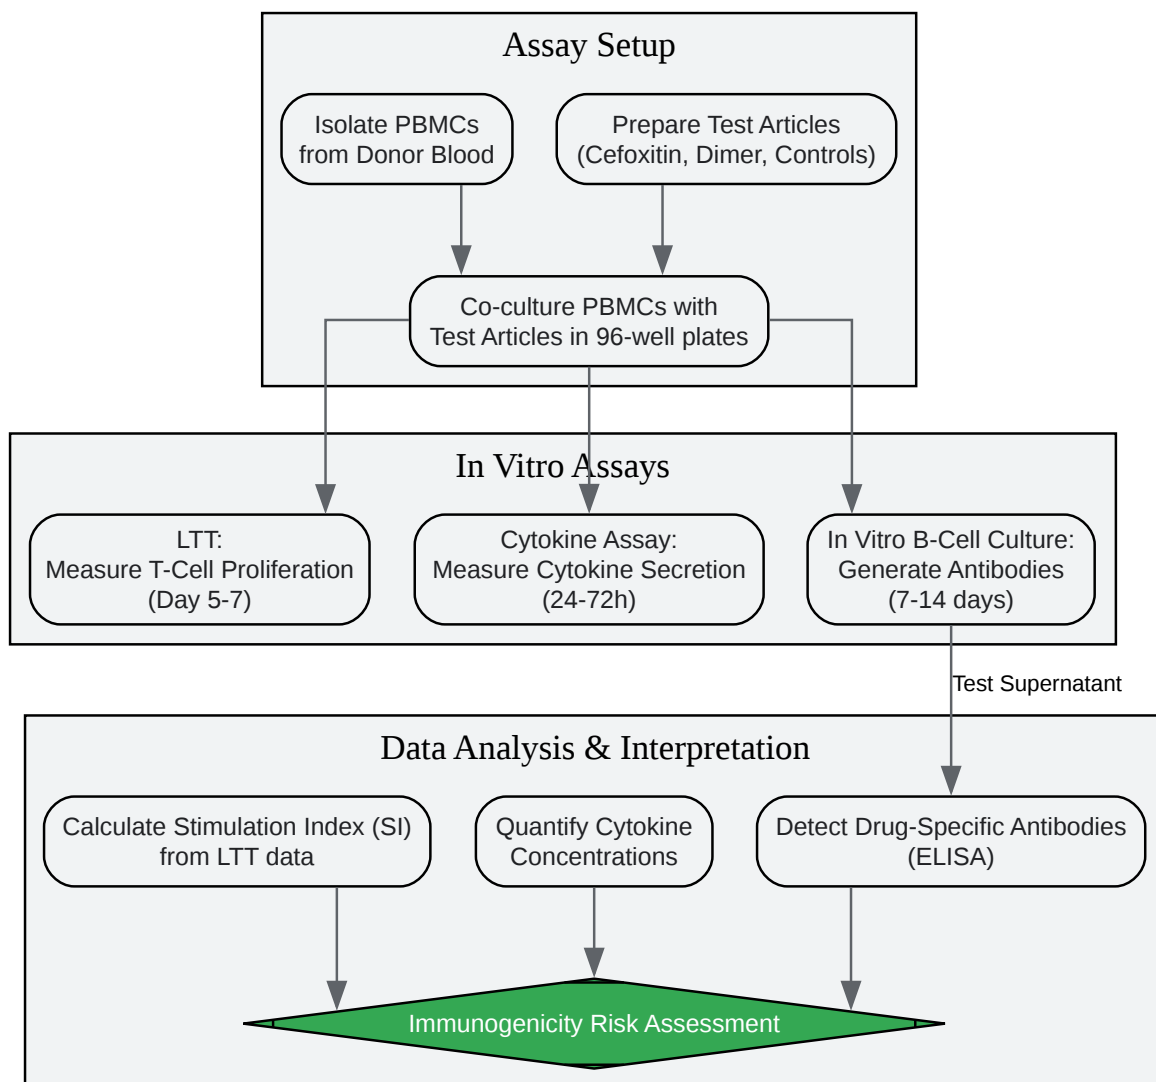 Assay Setup
Isolate PBMCs
from Donor Blood
Prepare Test Articles
(Cefoxitin, Dimer, Controls)
Co-culture PBMCs with
Test Articles in 96-well plates
In Vitro Assays
LTT:
Measure T-Cell Proliferation
(Day 5-7)
Cytokine Assay:
Measure Cytokine Secretion
(24-72h)
In Vitro B-Cell Culture:
Generate Antibodies
(7-14 days)
Test Supernatant
Data Analysis & Interpretation
Calculate Stimulation Index (SI)
from LTT data
Quantify Cytokine
Concentrations
Detect Drug-Specific Antibodies
(ELISA)
Immunogenicity Risk Assessment